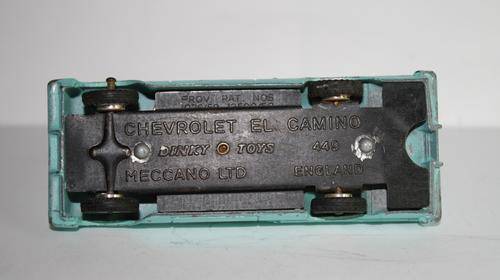 PROV. PAT. NOS
CHEVROLET EL CAMINO
DINKY TOYS 449
MECCANO LTD ENGLAND